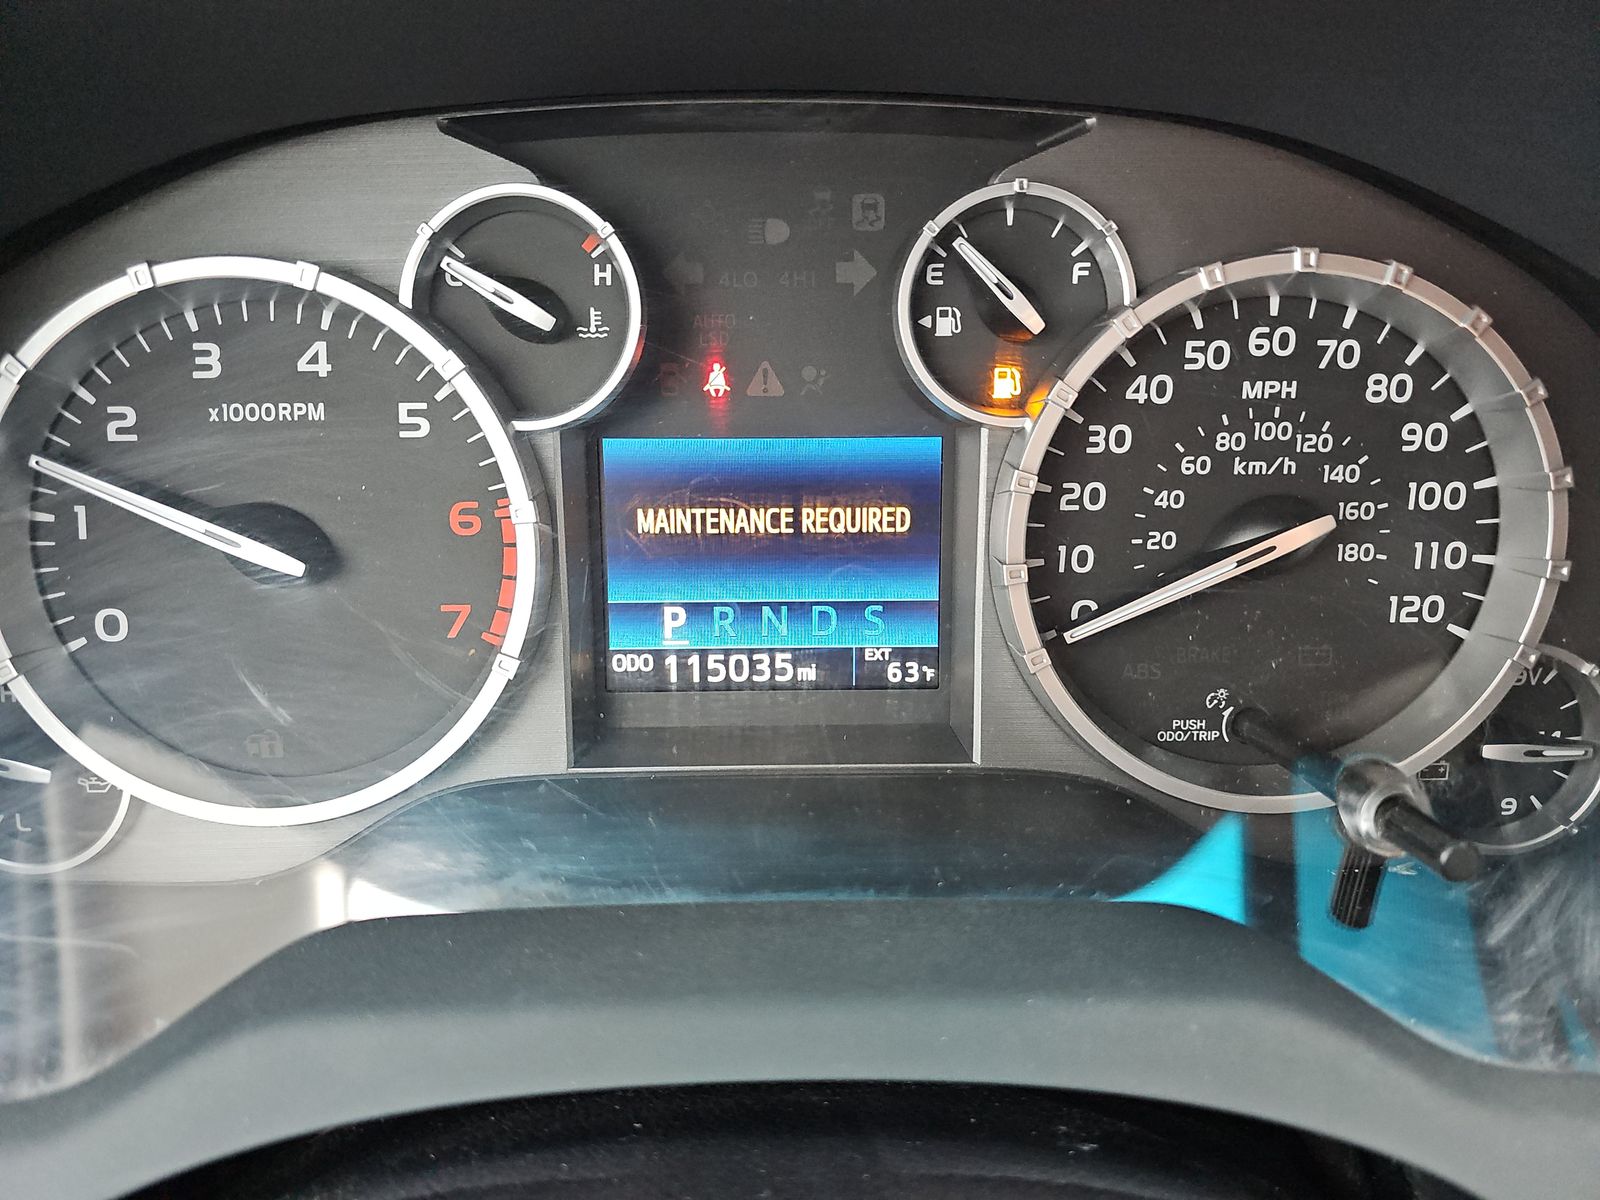 C
H
E
F
4LO
4HI
AUTO
LSD
0
1
2
3
4
5
6
7
x1000RPM
MAINTENANCE REQUIRED
P R N D S
ODO 115035 mi
EXT
63°F
0
10
20
30
40
50
60
70
80
90
100
110
120
MPH
20
40
60
80
100
120
140
160
180
km/h
ABS
BRAKE
PUSH
ODO/TRIP
H
L
9